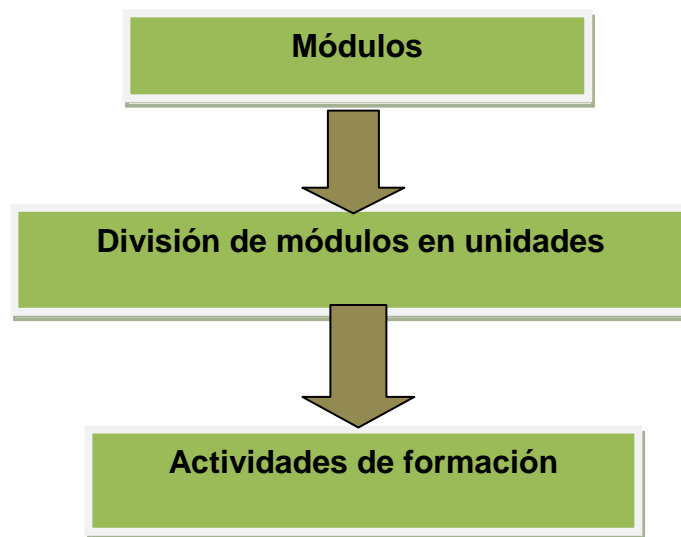 Módulos
División de módulos en unidades
Actividades de formación